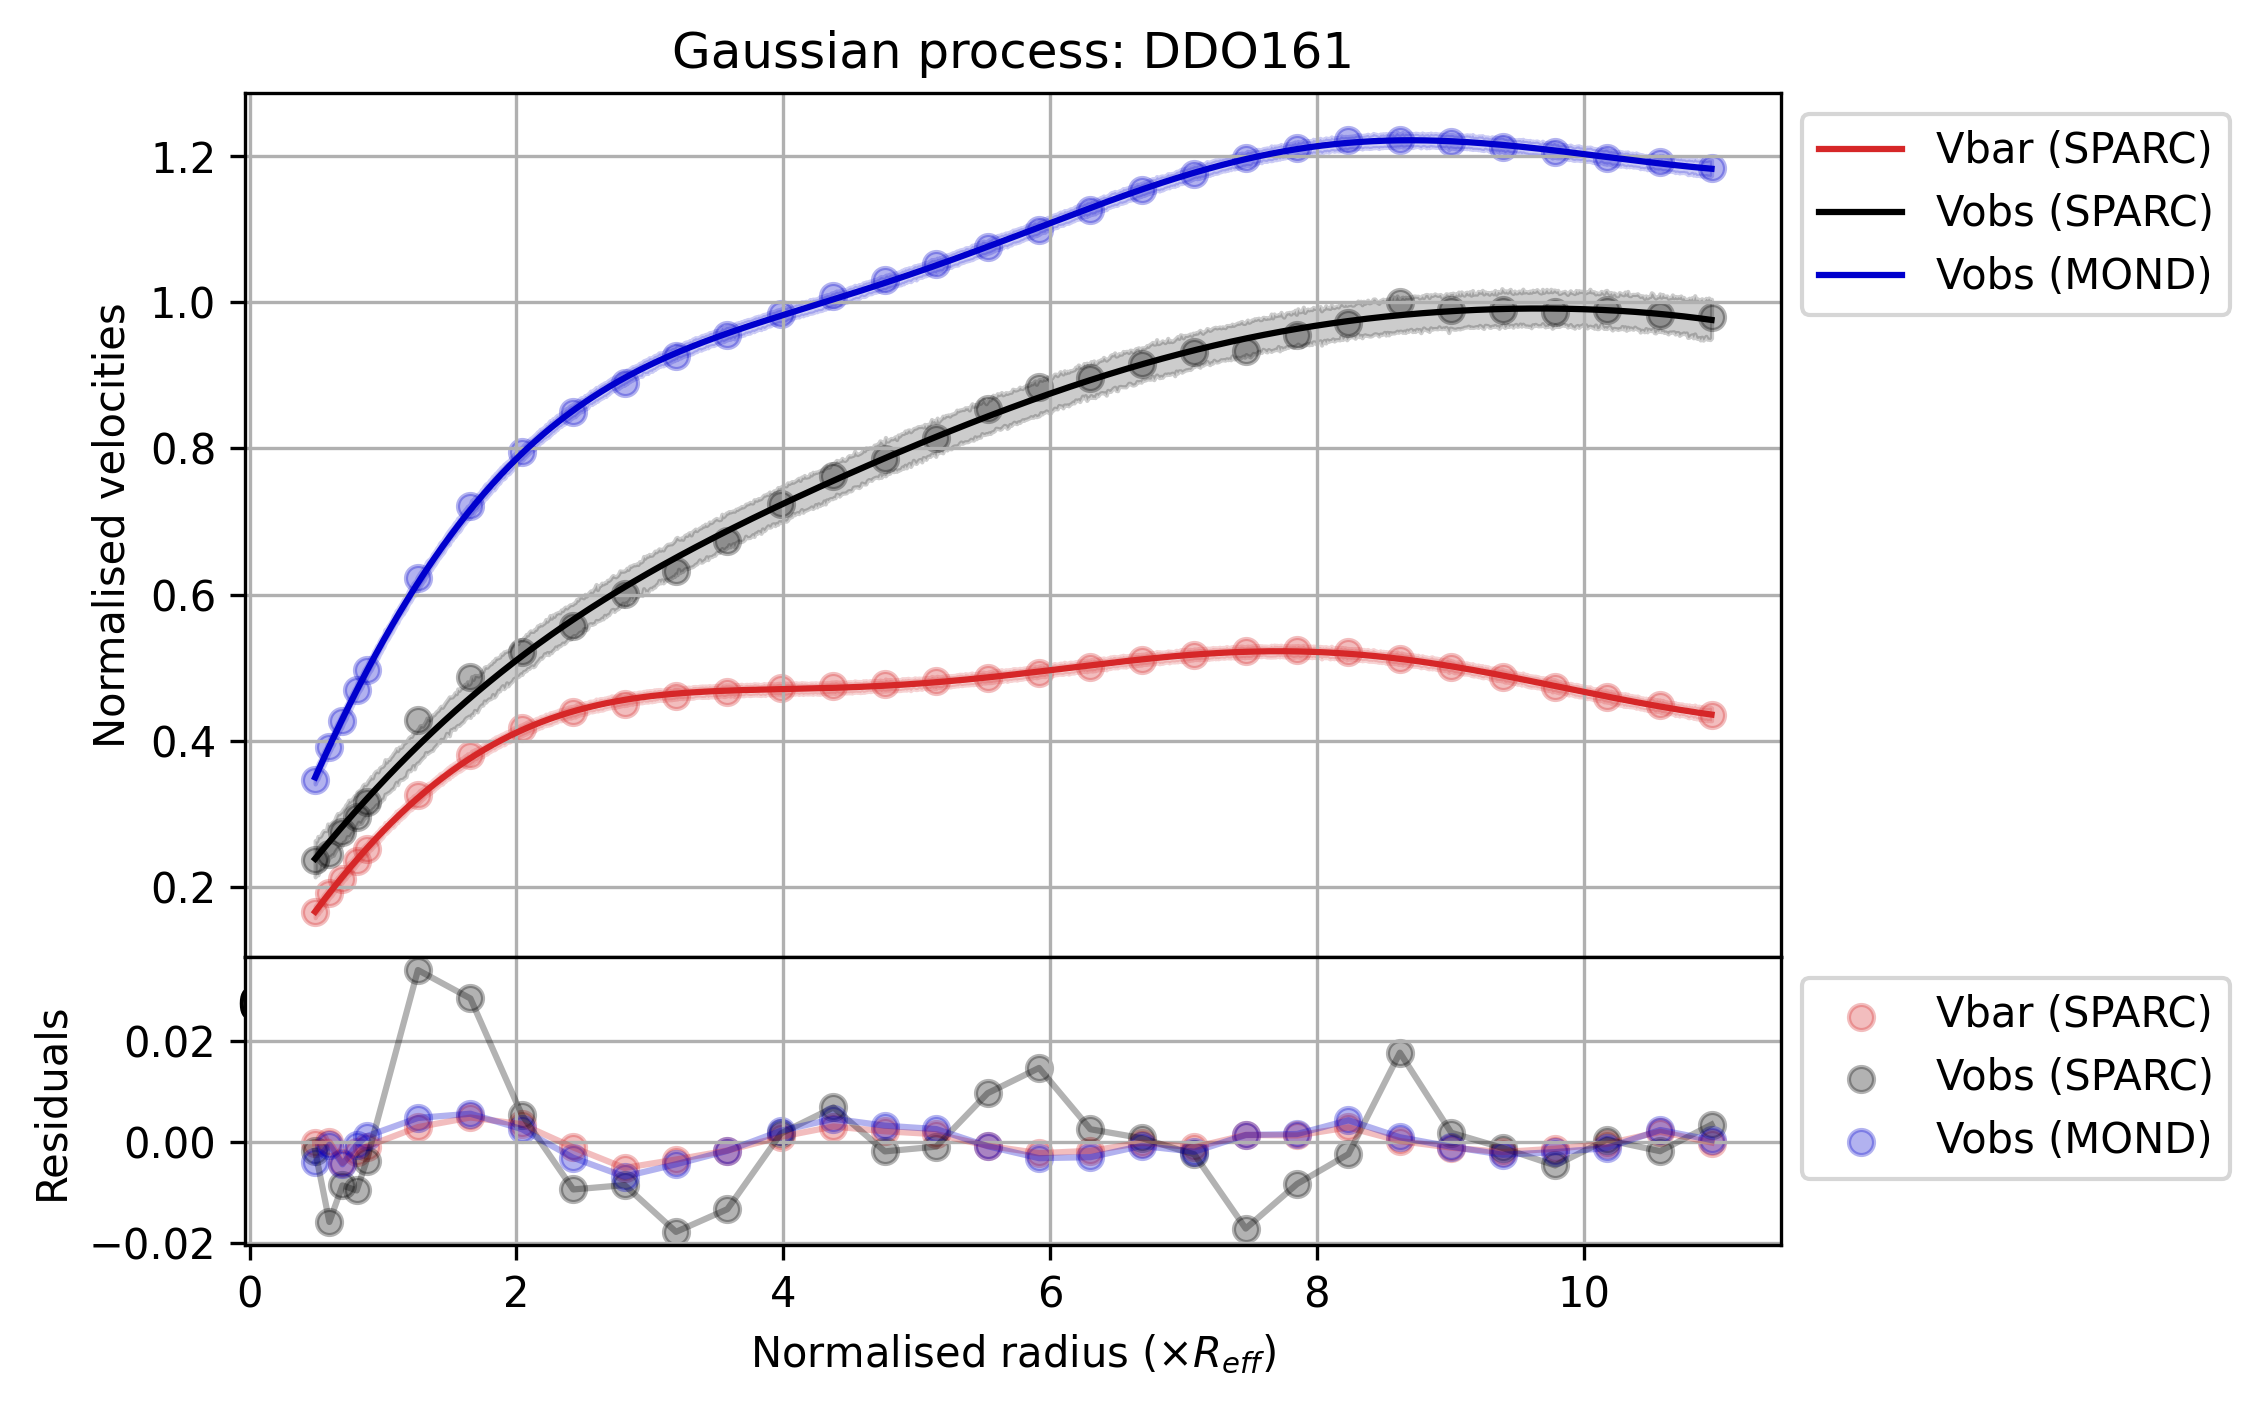 Gaussian process: DDO161
1.2
1.0
0.8
0.6
0.4
0.2
Normalised velocities
Vbar (SPARC)
Vobs (SPARC)
Vobs (MOND)
0.02
0.00
−0.02
Residuals
Vbar (SPARC)
Vobs (SPARC)
Vobs (MOND)
0 2 4 6 8 10
Normalised radius (×R_eff)